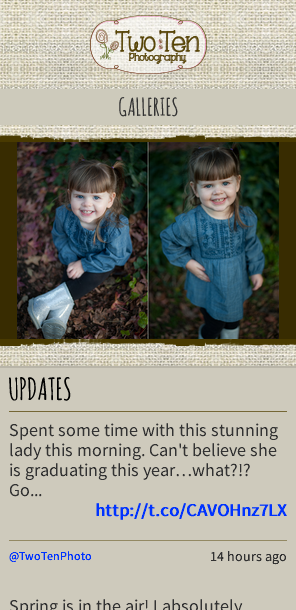 Two Ten
Photography
GALLERIES
UPDATES
Spent some time with this stunning
lady this morning. Can't believe she
is graduating this year...what?!?
Go...
http://t.co/CAVOHnz7LX
@TwoTenPhoto 14 hours ago
Spring is in the air! I absolutely